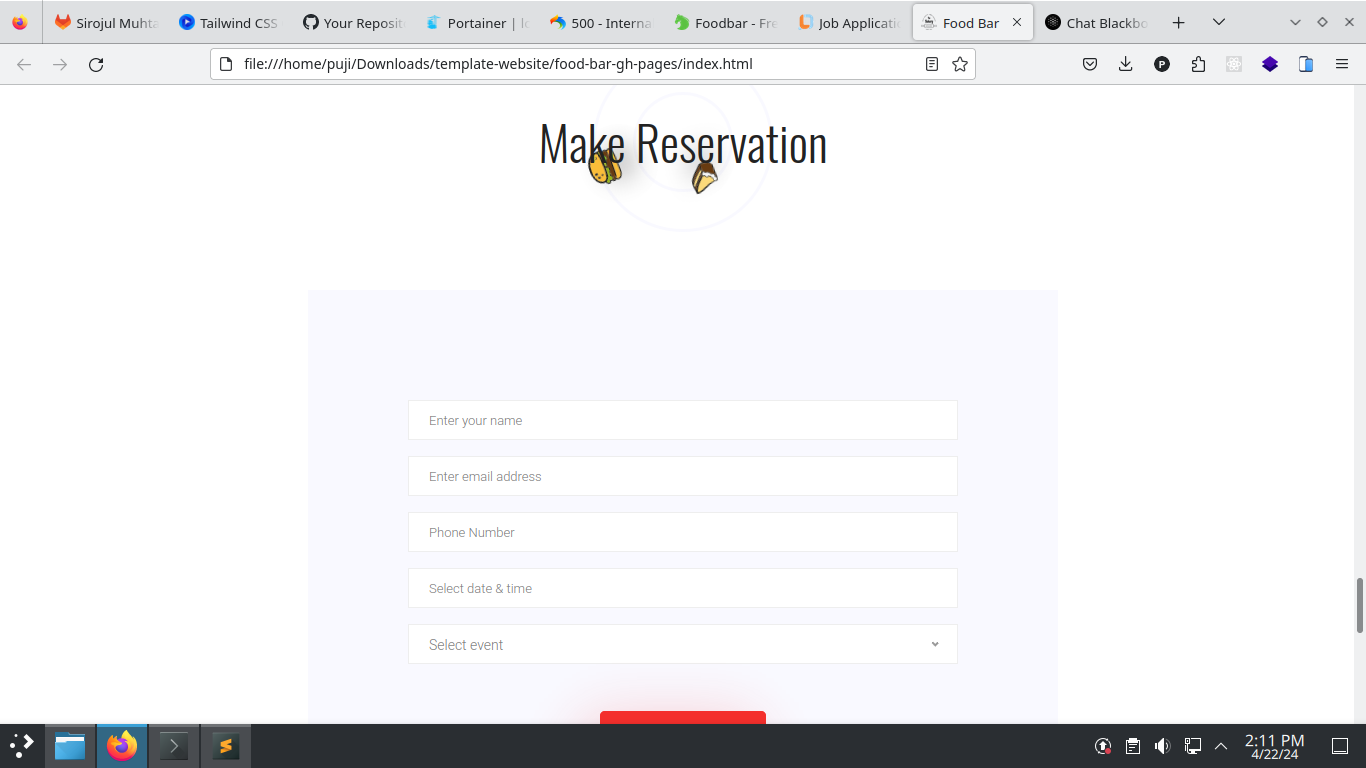 Sirojul Muhta
Tailwind CSS
Your Reposit
Portainer | l
500 - Interna
Foodbar - Fre
Job Applicati
Food Bar
Chat Blackbo
file:///home/puji/Downloads/template-website/food-bar-gh-pages/index.html
Make Reservation
Enter your name
Enter email address
Phone Number
Select date & time
Select event
2:11 PM
4/22/24